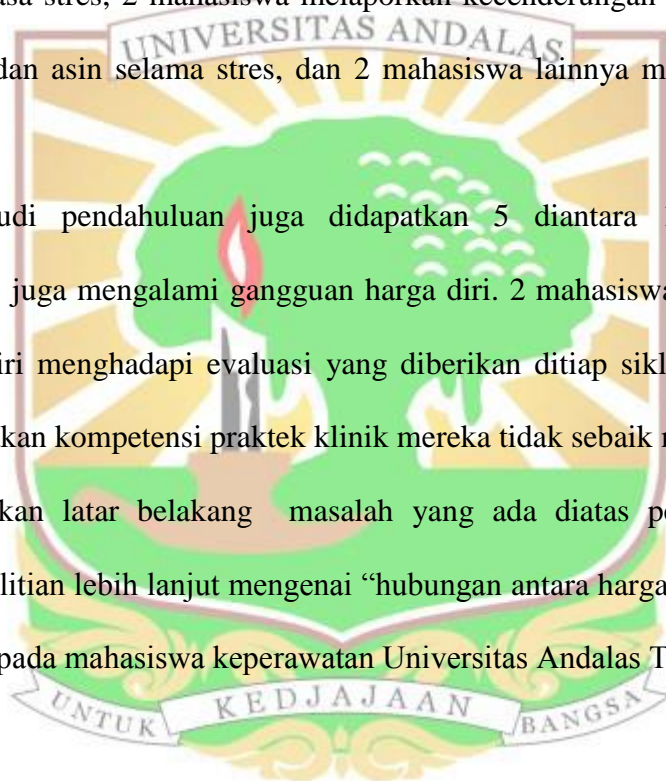 asa stres, 2 mahasiswa melaporkan kecenderungan
UNIVERSITAS ANDALAS
dan asin selama stres, dan 2 mahasiswa lainnya m
udi pendahuluan juga didapatkan 5 diantara
juga mengalami gangguan harga diri. 2 mahasiswa
iri menghadapi evaluasi yang diberikan ditiap sikl
kan kompetensi praktek klinik mereka tidak sebaik
kan latar belakang masalah yang ada diatas pe
litian lebih lanjut mengenai “hubungan antara harga
pada mahasiswa keperawatan Universitas Andalas T
UNTUK KEDJAJAAN BANGSA